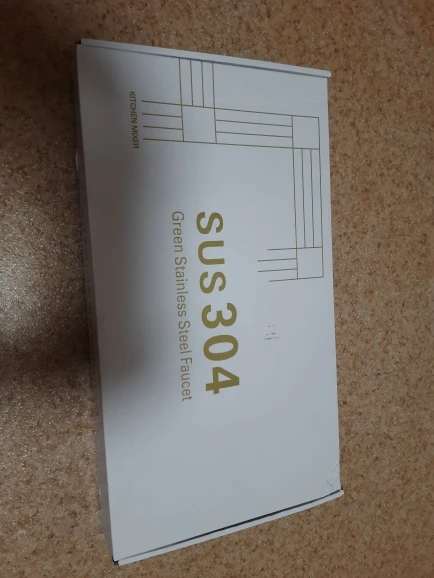 KITCHEN MIXER
SUS 304
Green Stainless Steel Faucet